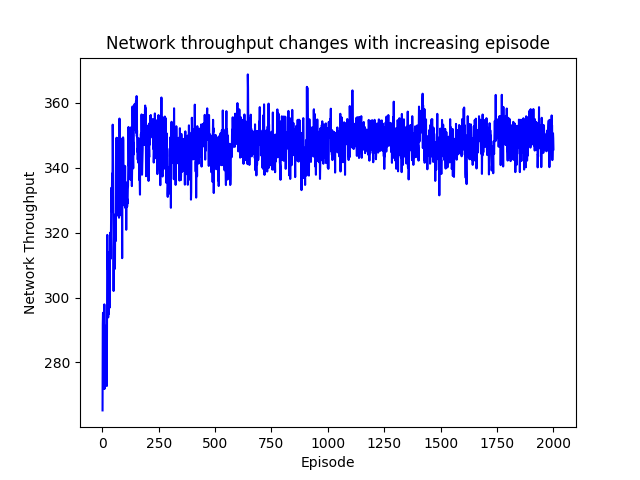 Network throughput changes with increasing episode
360
340
320
300
280
Network Throughput
0 250 500 750 1000 1250 1500 1750 2000
Episode